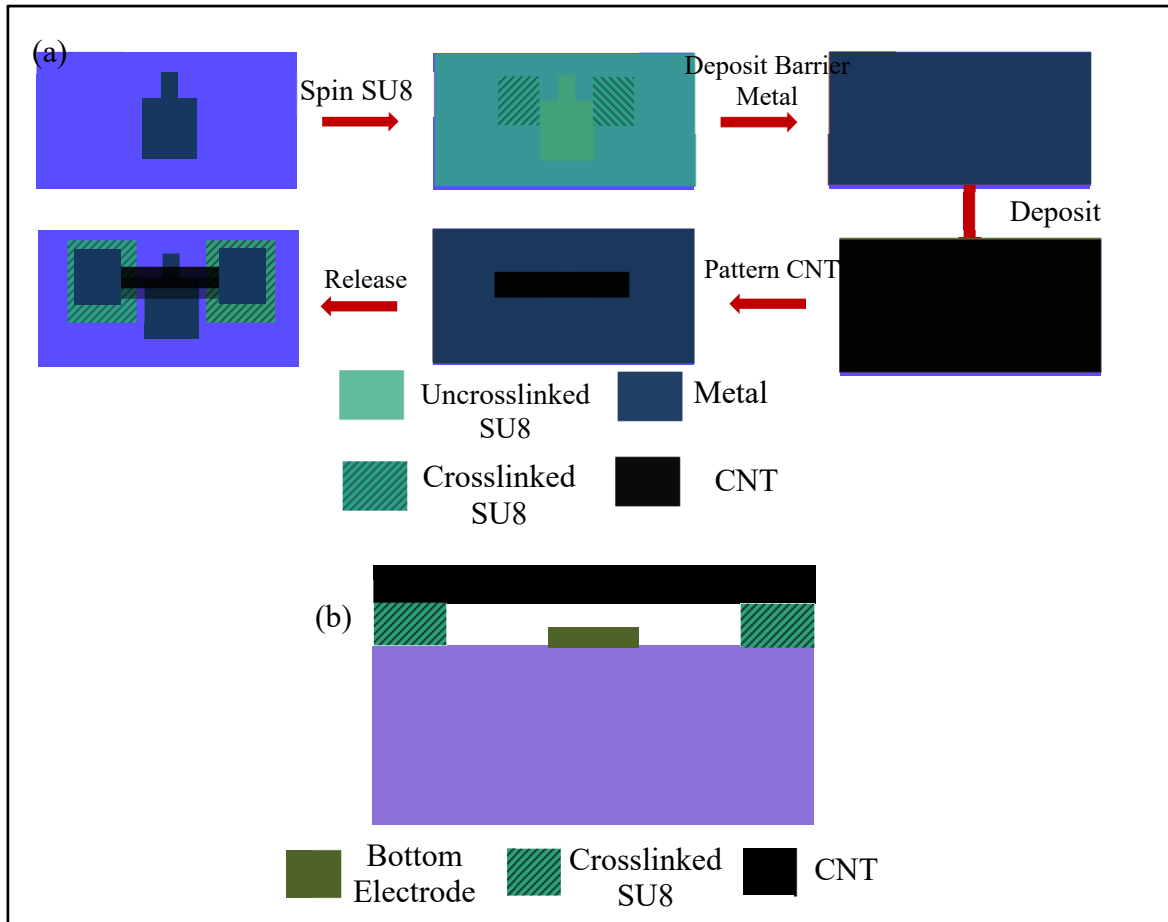 (a)
Spin SU8
Deposit Barrier
Metal
Deposit
Release
Pattern CNT
Uncrosslinked
SU8
Metal
Crosslinked
SU8
CNT
(b)
Bottom
Electrode
Crosslinked
SU8
CNT